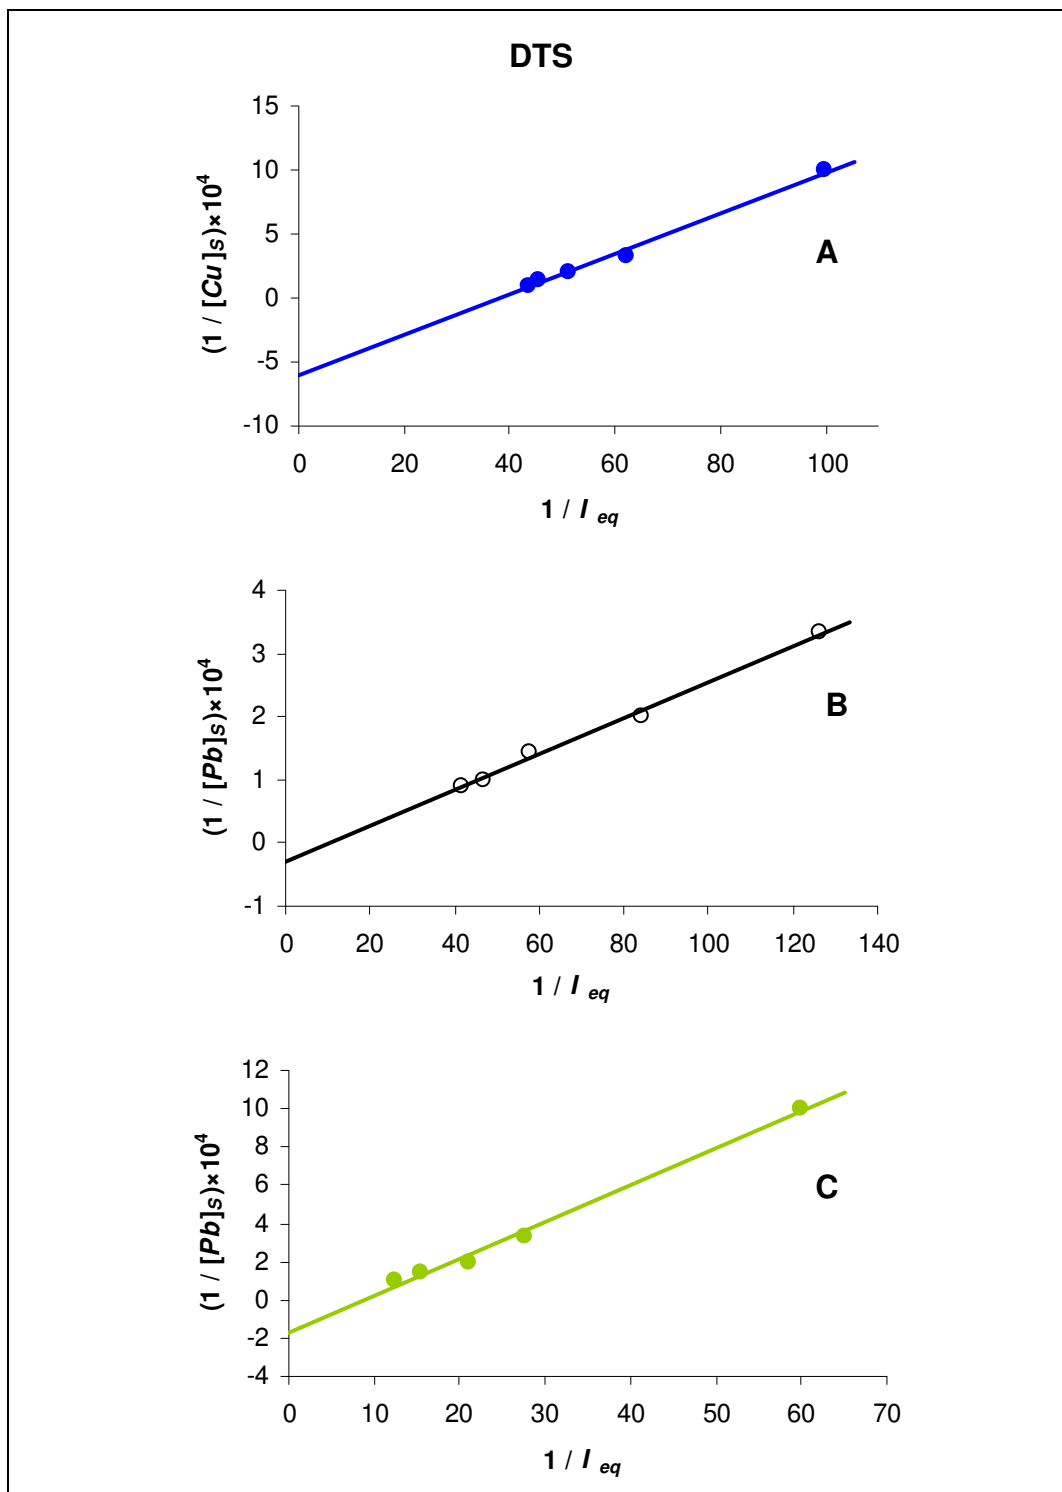 DTS
15
10
5
0
-5
-10
(1 / [Cu]s)×10⁴
A
0 20 40 60 80 100
1 / I eq
4
3
2
1
0
-1
(1 / [Pb]s)×10⁴
B
0 20 40 60 80 100 120 140
1 / I eq
12
10
8
6
4
2
0
-2
-4
(1 / [Pb]s)×10⁴
C
0 10 20 30 40 50 60 70
1 / I eq